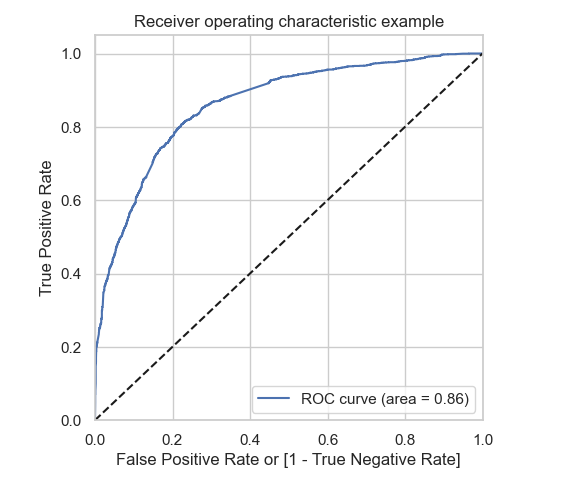 Receiver operating characteristic example
1.0
0.8
0.6
0.4
0.2
0.0
True Positive Rate
ROC curve (area = 0.86)
0.0 0.2 0.4 0.6 0.8 1.0
False Positive Rate or [1 - True Negative Rate]